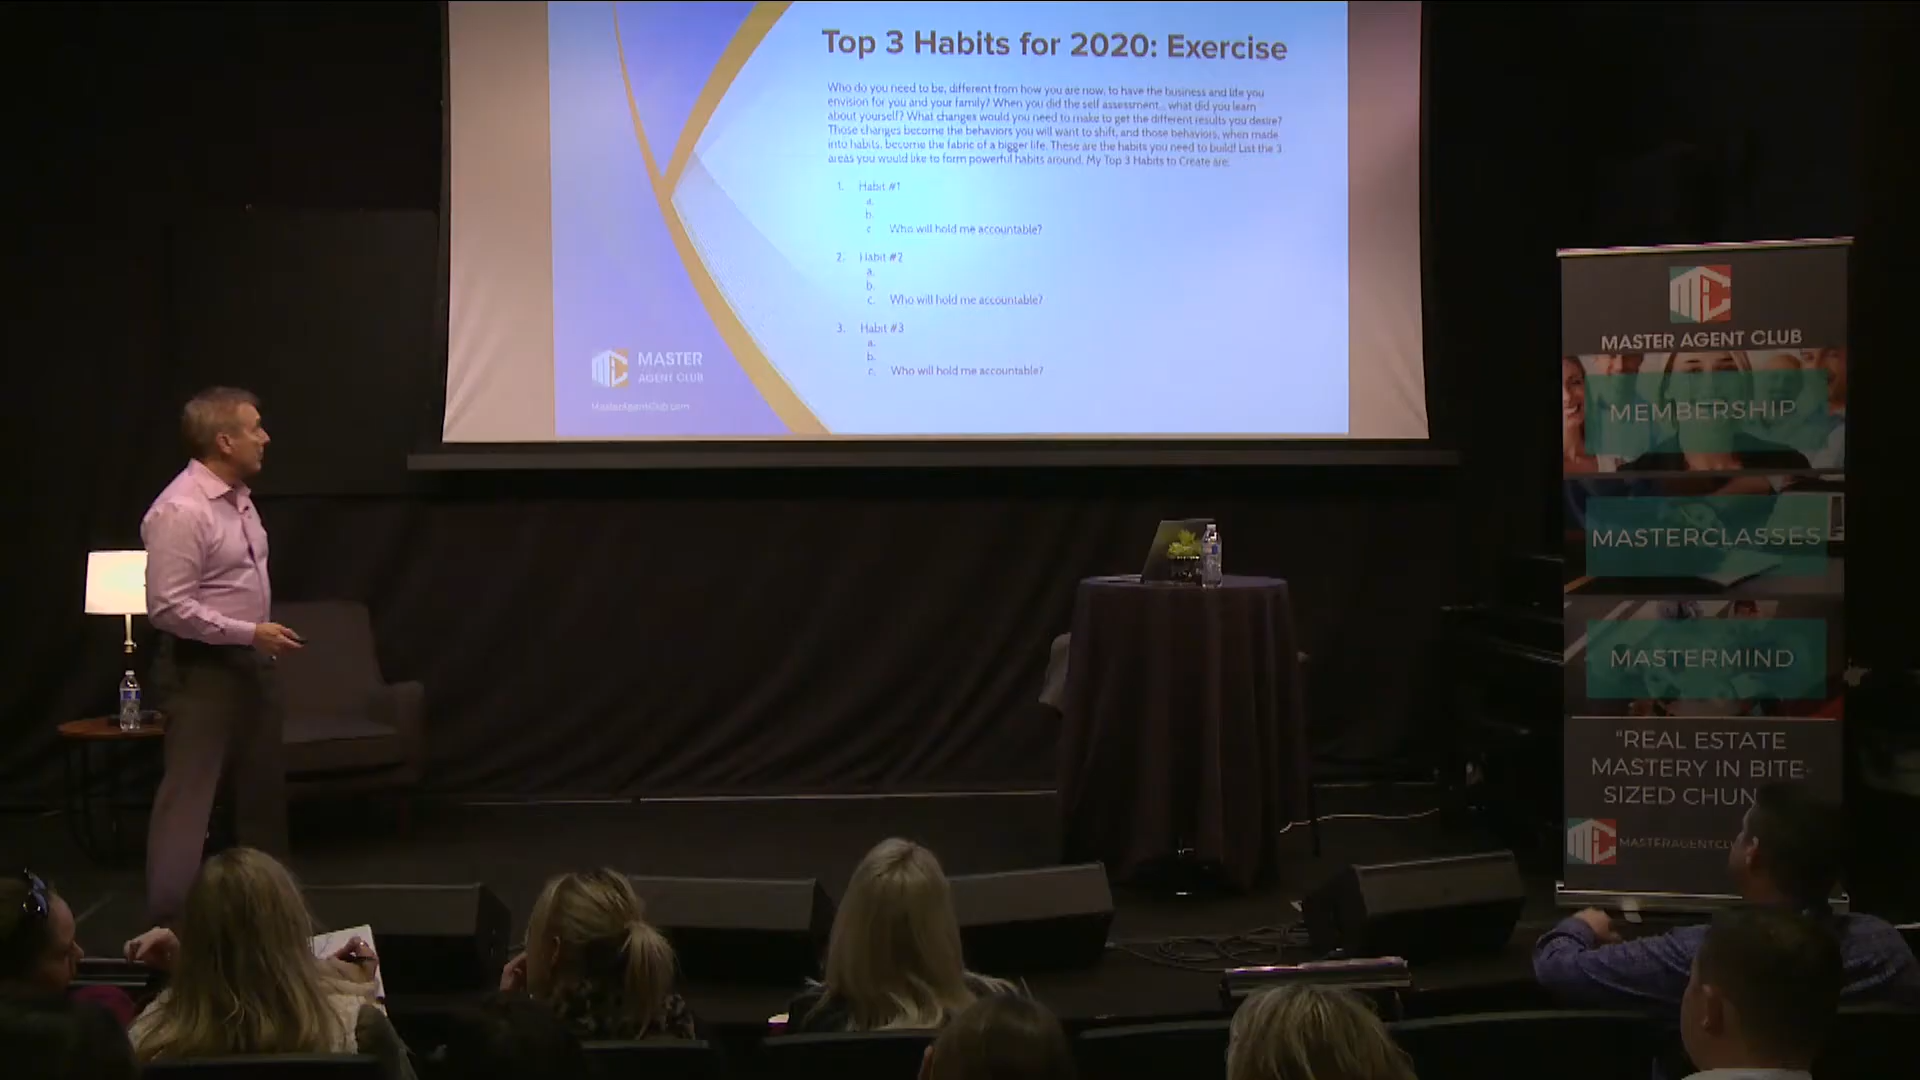 Top 3 Habits for 2020: Exercise
Who do you need to be, different from how you are now, to have the business and life you
envision for you and your family? When you did the self assessment... what did you learn
about yourself? What changes would you need to make to get the different results you desire?
Those changes become the behaviors you will want to shift, and those behaviors, when made
into habits, become the fabric of a bigger life. These are the habits you need to build! List the 3
areas you would like to form powerful habits around. My Top 3 Habits to Create are:
1. Habit #1
a.
b.
c. Who will hold me accountable?
2. Habit #2
a.
b.
c. Who will hold me accountable?
3. Habit #3
a.
b.
c. Who will hold me accountable?
MASTER
AGENT CLUB
MasterAgentClub.com
MASTER AGENT CLUB
MEMBERSHIP
MASTERCLASSES
MASTERMIND
"REAL ESTATE
MASTERY IN BITE-
SIZED CHUN
MASTERAGENTCL